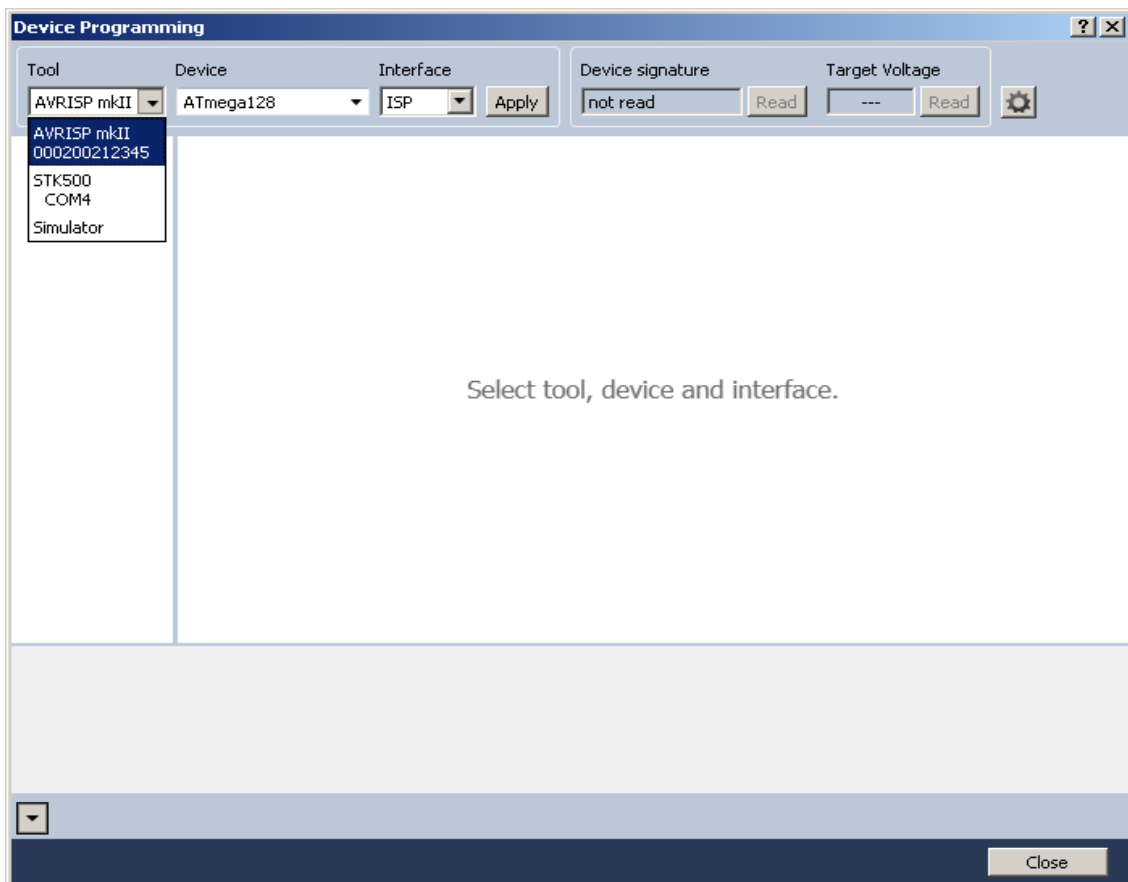 Device Programming
Tool Device Interface Device signature Target Voltage
AVRISP mkII ATmega128 ISP Apply not read Read --- Read
AVRISP mkII
000200212345
STK500
COM4
Simulator
Select tool, device and interface.
Close